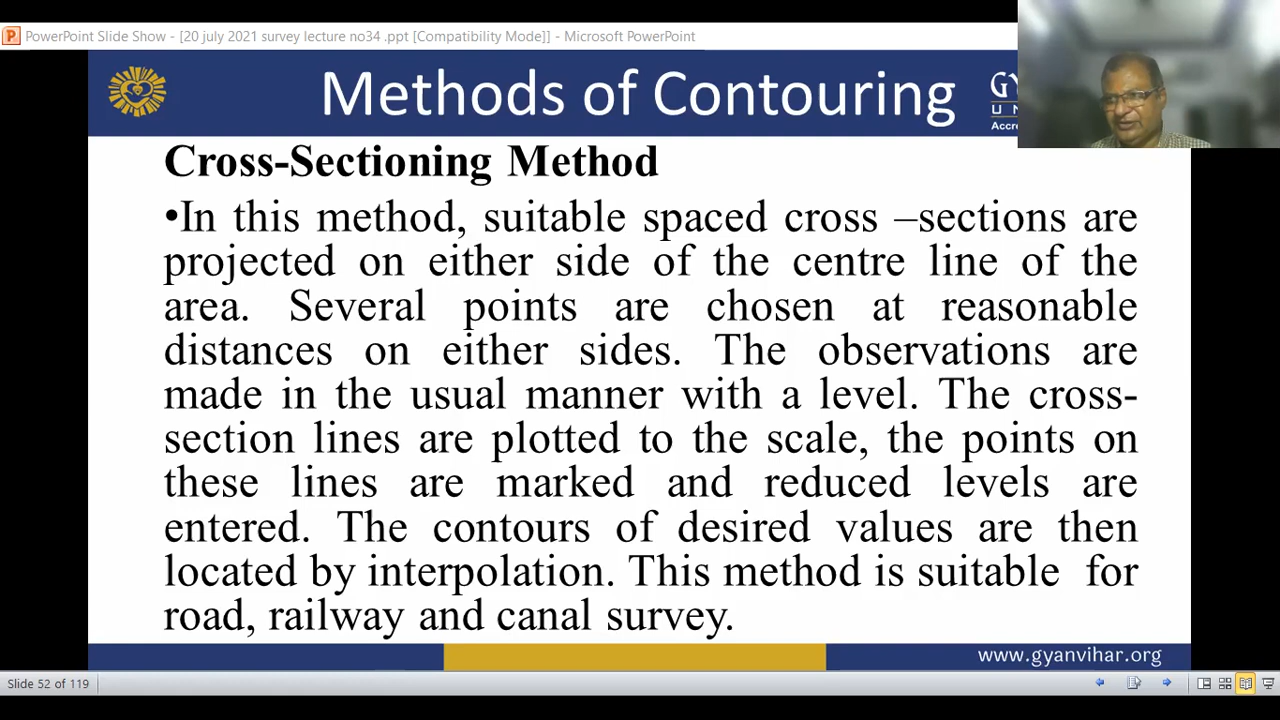 PowerPoint Slide Show - [20 july 2021 survey lecture no34 .ppt [Compatibility Mode]] - Microsoft PowerPoint
Methods of Contouring
GY
UN
Accre
Cross-Sectioning Method
•In this method, suitable spaced cross –sections are
projected on either side of the centre line of the
area. Several points are chosen at reasonable
distances on either sides. The observations are
made in the usual manner with a level. The cross-
section lines are plotted to the scale, the points on
these lines are marked and reduced levels are
entered. The contours of desired values are then
located by interpolation. This method is suitable for
road, railway and canal survey.
www.gyanvihar.org
Slide 52 of 119